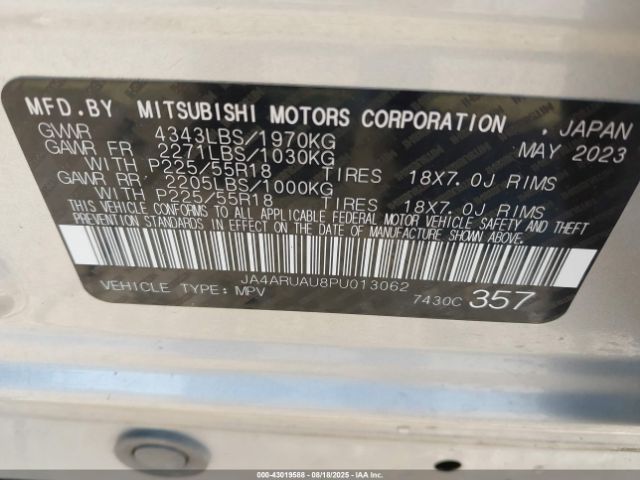 MFD.BY MITSUBISHI MOTORS CORPORATION . JAPAN
GVWR 4343LBS/1970KG MAY 2023
GAWR FR 2271LBS/1030KG
WITH P225/55R18 TIRES 18X7.0J RIMS
GAWR RR 2205LBS/1000KG
WITH P225/55R18 TIRES 18X7.0J RIMS
THIS VEHICLE CONFORMS TO ALL APPLICABLE FEDERAL MOTOR VEHICLE SAFETY AND THEFT
PREVENTION STANDARDS IN EFFECT ON THE DATE OF MANUFACTURE SHOWN ABOVE.
JA4ARUAU8PU013062
VEHICLE TYPE: MPV 7430C 357
000-43019588 - 08/18/2025 - IAAI.COM